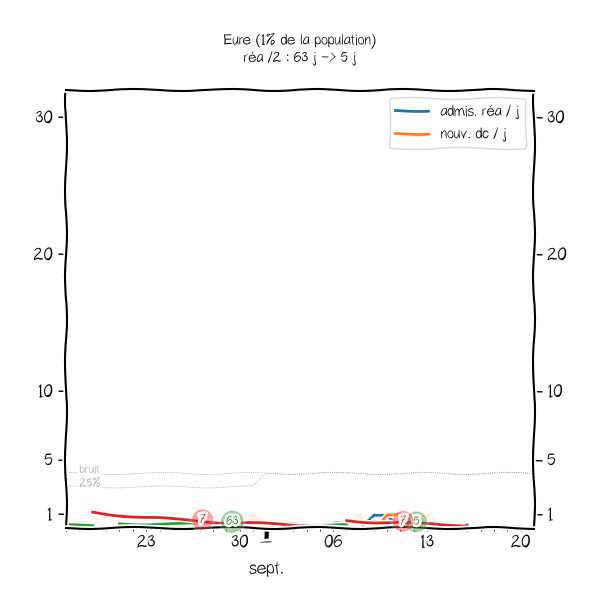 Eure (1% de la population)
réa /2 : 63 j -> 5 j
admis. réa / j
nouv. dc / j
30 30
20 20
10 10
5 5
1 1
bruit
25%
7 63 7 5
23 30 06 13 20
sept.